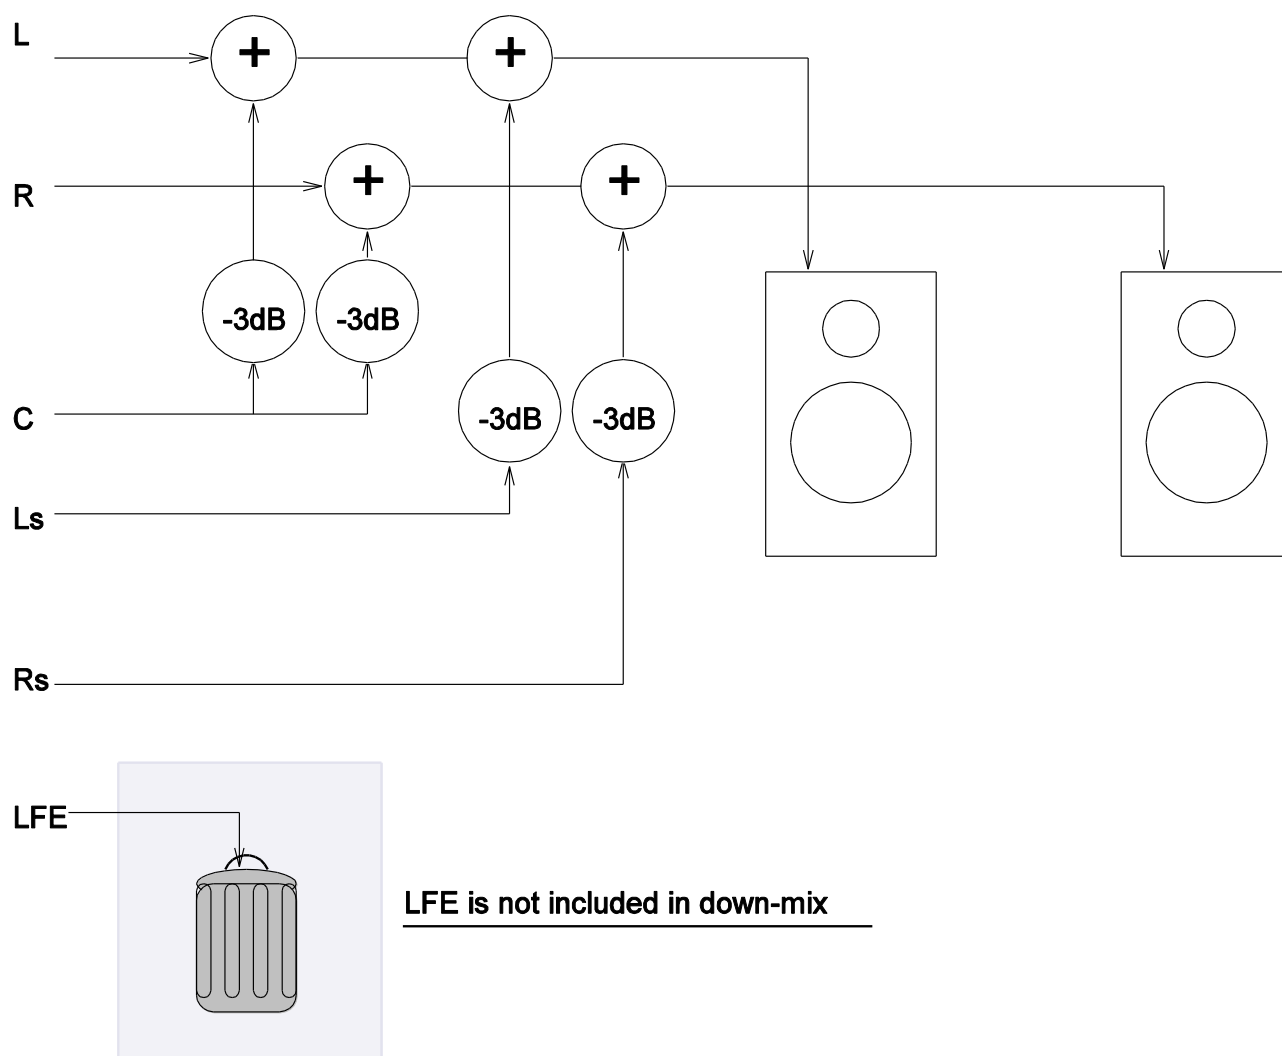 L
+
+
R
+
+
-3dB
-3dB
C
-3dB
-3dB
Ls
Rs
LFE
LFE is not included in down-mix